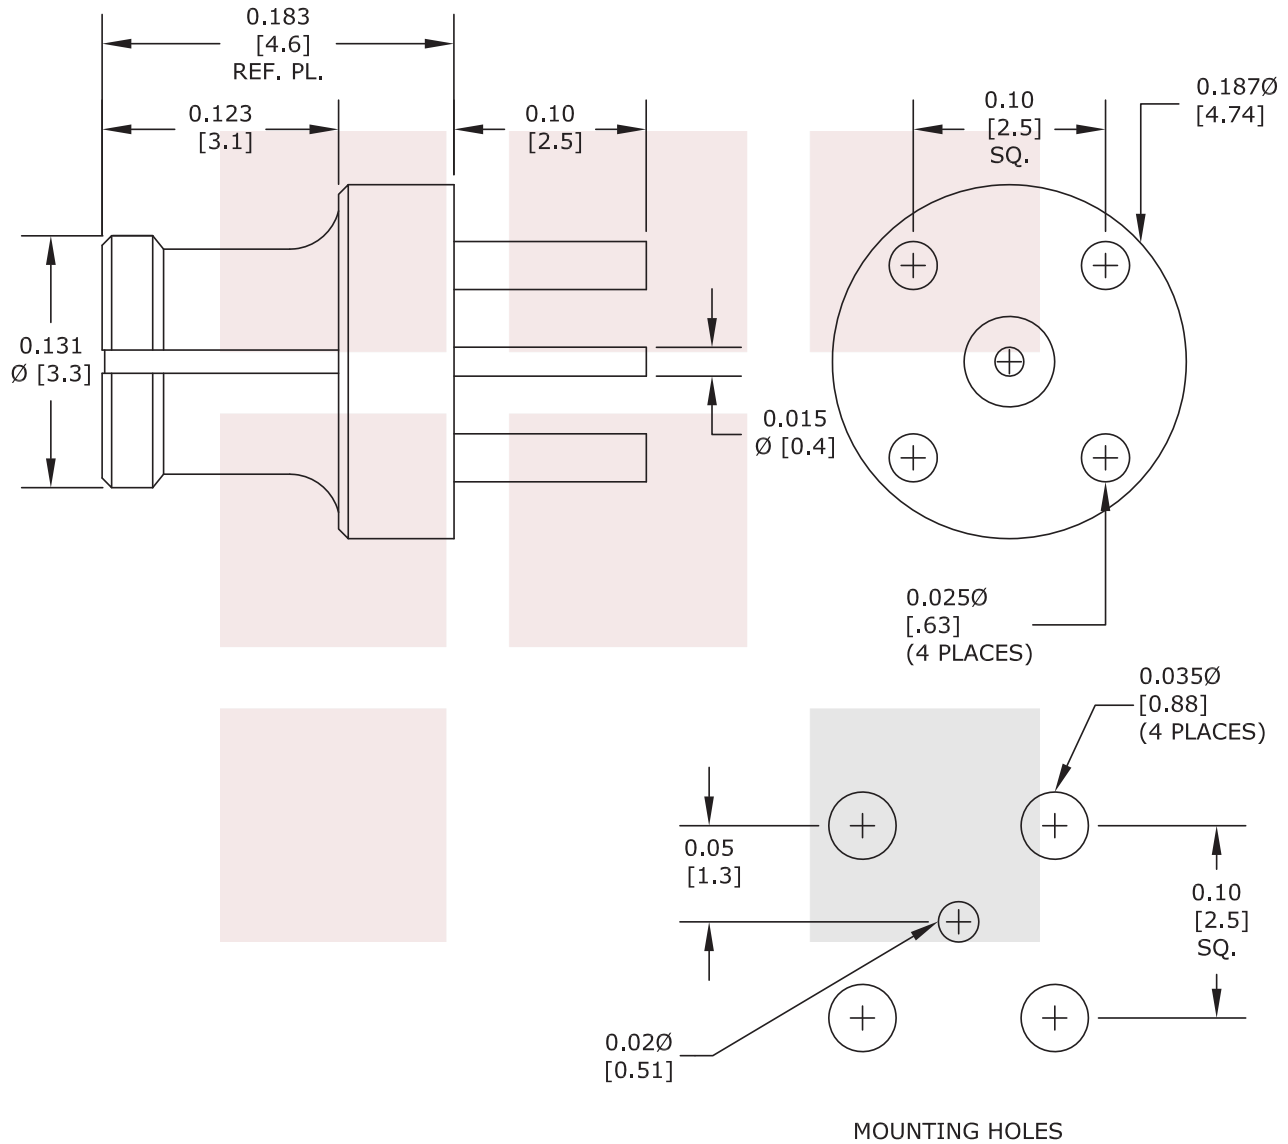 0.183
[4.6]
REF. PL.
0.123
[3.1]
0.10
[2.5]
0.10
[2.5]
SQ.
0.187Ø
[4.74]
0.131
Ø [3.3]
0.015
Ø [0.4]
0.025Ø
[.63]
(4 PLACES)
0.035Ø
[0.88]
(4 PLACES)
0.05
[1.3]
0.10
[2.5]
SQ.
0.02Ø
[0.51]
MOUNTING HOLES